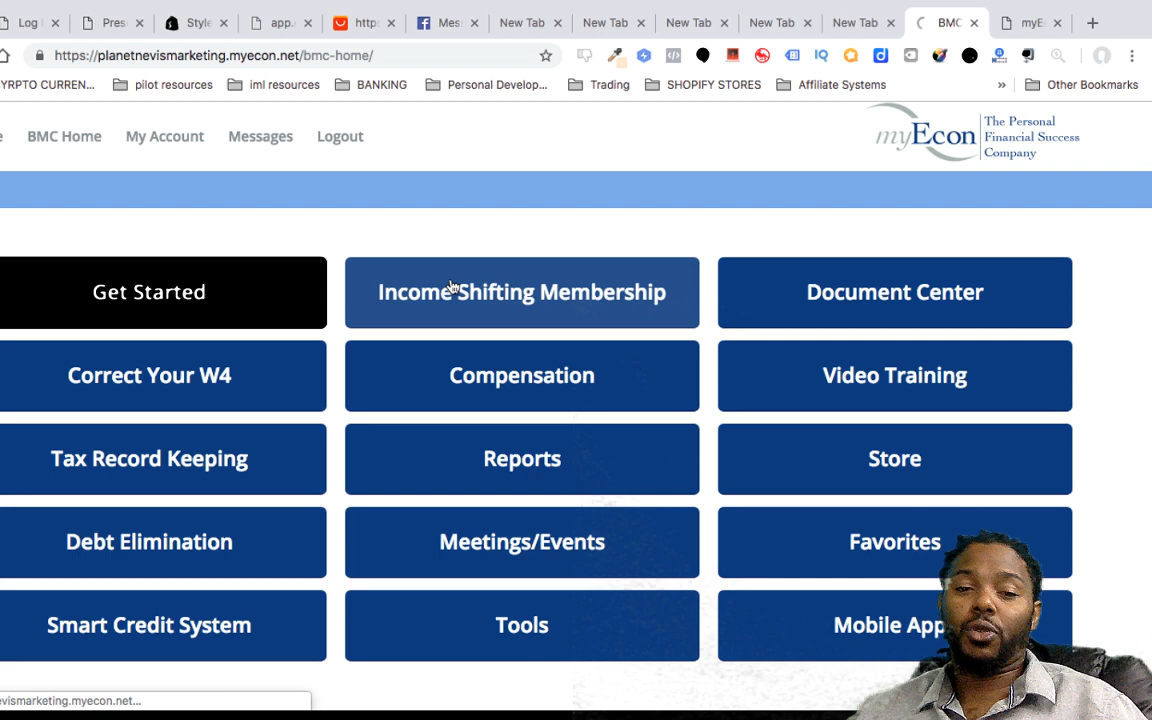 Log
Pres
Style
app.
http
Mes
New Tab
New Tab
New Tab
New Tab
New Tab
BMC
myE
https://planetnevismarketing.myecon.net/bmc-home/
YRPTO CURREN...
pilot resources
iml resources
BANKING
Personal Develop...
Trading
SHOPIFY STORES
Affiliate Systems
»
Other Bookmarks
e
BMC Home
My Account
Messages
Logout
myEcon
The Personal
Financial Success
Company
Get Started
Income Shifting Membership
Document Center
Correct Your W4
Compensation
Video Training
Tax Record Keeping
Reports
Store
Debt Elimination
Meetings/Events
Favorites
Smart Credit System
Tools
Mobile App
evismarketing.myecon.net...